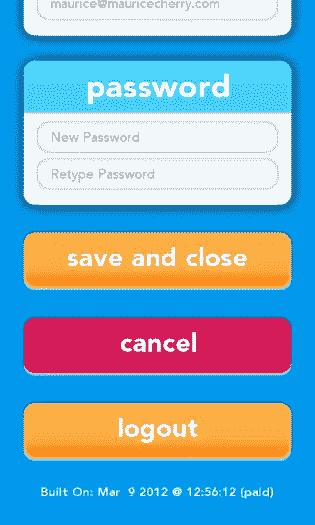 maurice@mauricecherry.com
password
New Password
Retype Password
save and close
cancel
logout
Built On: Mar 9 2012 @ 12:56:12 (paid)